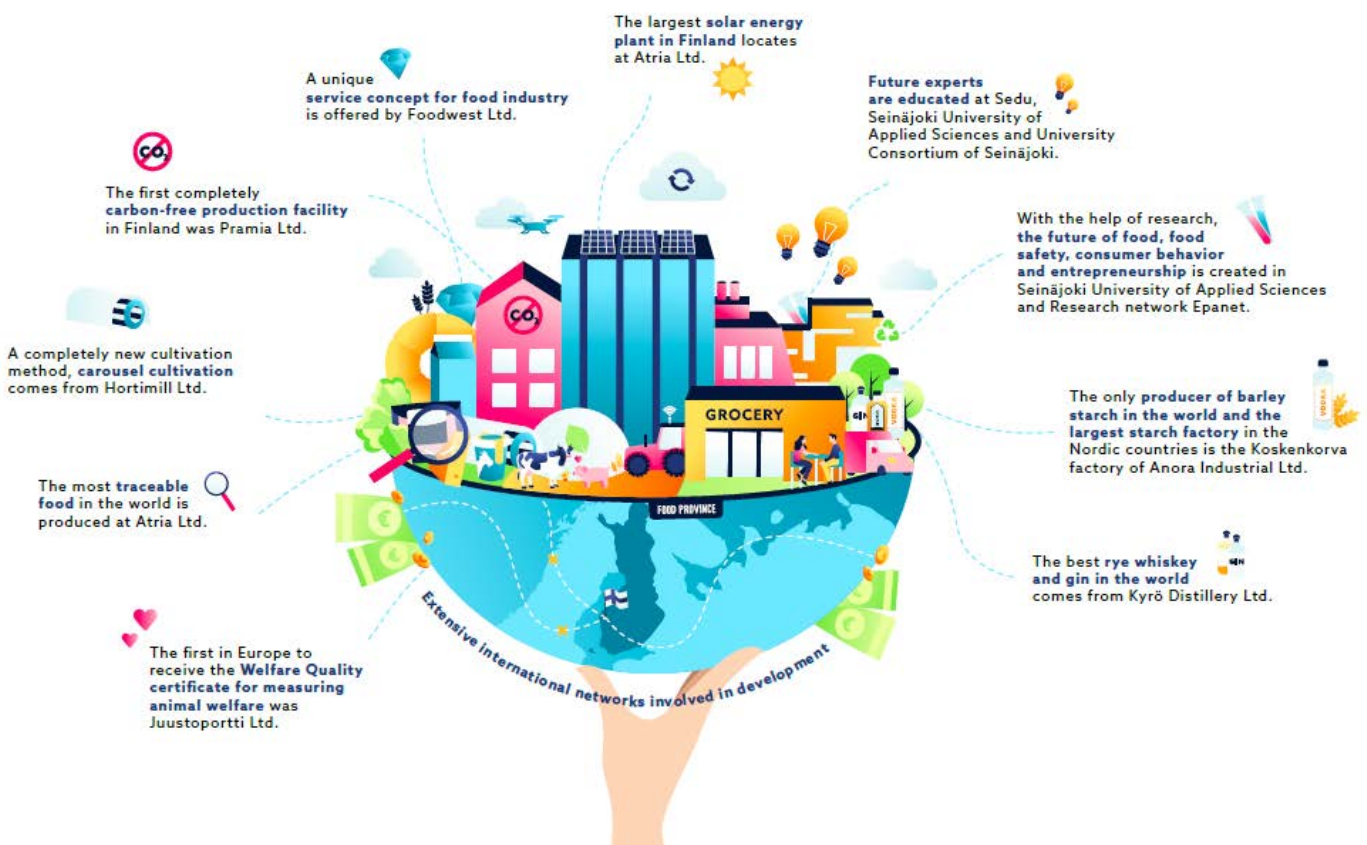 The largest solar energy
plant in Finland locates
at Atria Ltd.
A unique
service concept for food industry
is offered by Foodwest Ltd.
Future experts
are educated at Sedu,
Seinäjoki University of
Applied Sciences and University
Consortium of Seinäjoki.
CO2
The first completely
carbon-free production facility
in Finland was Pramia Ltd.
With the help of research,
the future of food, food
safety, consumer behavior
and entrepreneurship is created in
Seinäjoki University of Applied Sciences
and Research network Epanet.
CO2
A completely new cultivation
method, carousel cultivation
comes from Hortimill Ltd.
The only producer of barley
starch in the world and the
largest starch factory in the
Nordic countries is the Koskenkorva
factory of Anora Industrial Ltd.
VODKA
GROCERY
GIN
VODKA
The most traceable
food in the world is
produced at Atria Ltd.
FOOD PROVINCE
€
€
€
€
The best rye whiskey
and gin in the world
comes from Kyrö Distillery Ltd.
GIN
The first in Europe to
receive the Welfare Quality
certificate for measuring
animal welfare was
Juustoportti Ltd.
Extensive international networks involved in development